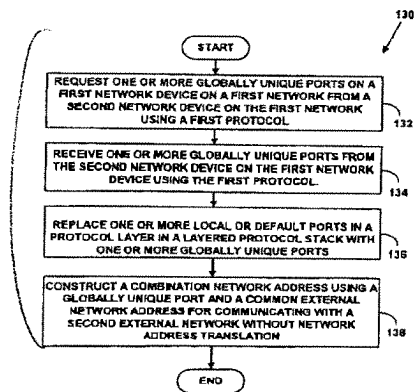 130
START
REQUEST ONE OR MORE GLOBALLY UNIQUE PORTS ON A
FIRST NETWORK DEVICE ON A FIRST NETWORK FROM A
SECOND NETWORK DEVICE ON THE FIRST NETWORK
USING A FIRST PROTOCOL
132
RECEIVE ONE OR MORE GLOBALLY UNIQUE PORTS FROM
THE SECOND NETWORK DEVICE ON THE FIRST NETWORK
DEVICE USING THE FIRST PROTOCOL.
134
REPLACE ONE OR MORE LOCAL OR DEFAULT PORTS IN A
PROTOCOL LAYER IN A LAYERED PROTOCOL STACK WITH
ONE OR MORE GLOBALLY UNIQUE PORTS
136
CONSTRUCT A COMBINATION NETWORK ADDRESS USING A
GLOBALLY UNIQUE PORT AND A COMMON EXTERNAL
NETWORK ADDRESS FOR COMMUNICATING WITH A
SECOND EXTERNAL NETWORK WITHOUT NETWORK
ADDRESS TRANSLATION
138
END